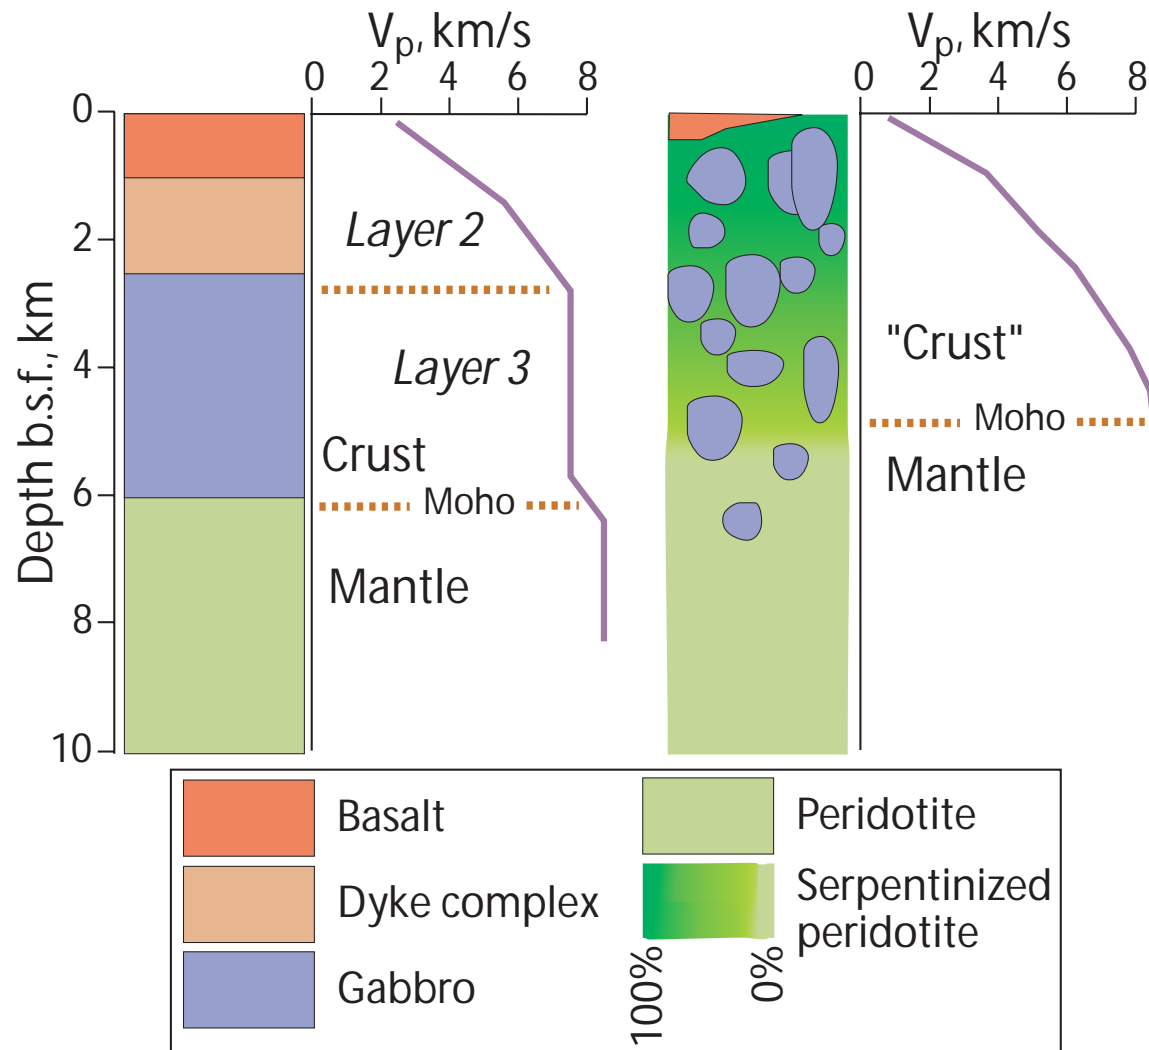 Vp, km/s
0 2 4 6 8
Vp, km/s
0 2 4 6 8
Depth b.s.f., km
0
2
4
6
8
10
Layer 2
Layer 3
Crust
Moho
Mantle
"Crust"
Moho
Mantle
Basalt
Dyke complex
Gabbro
Peridotite
Serpentinized
peridotite
100%
0%